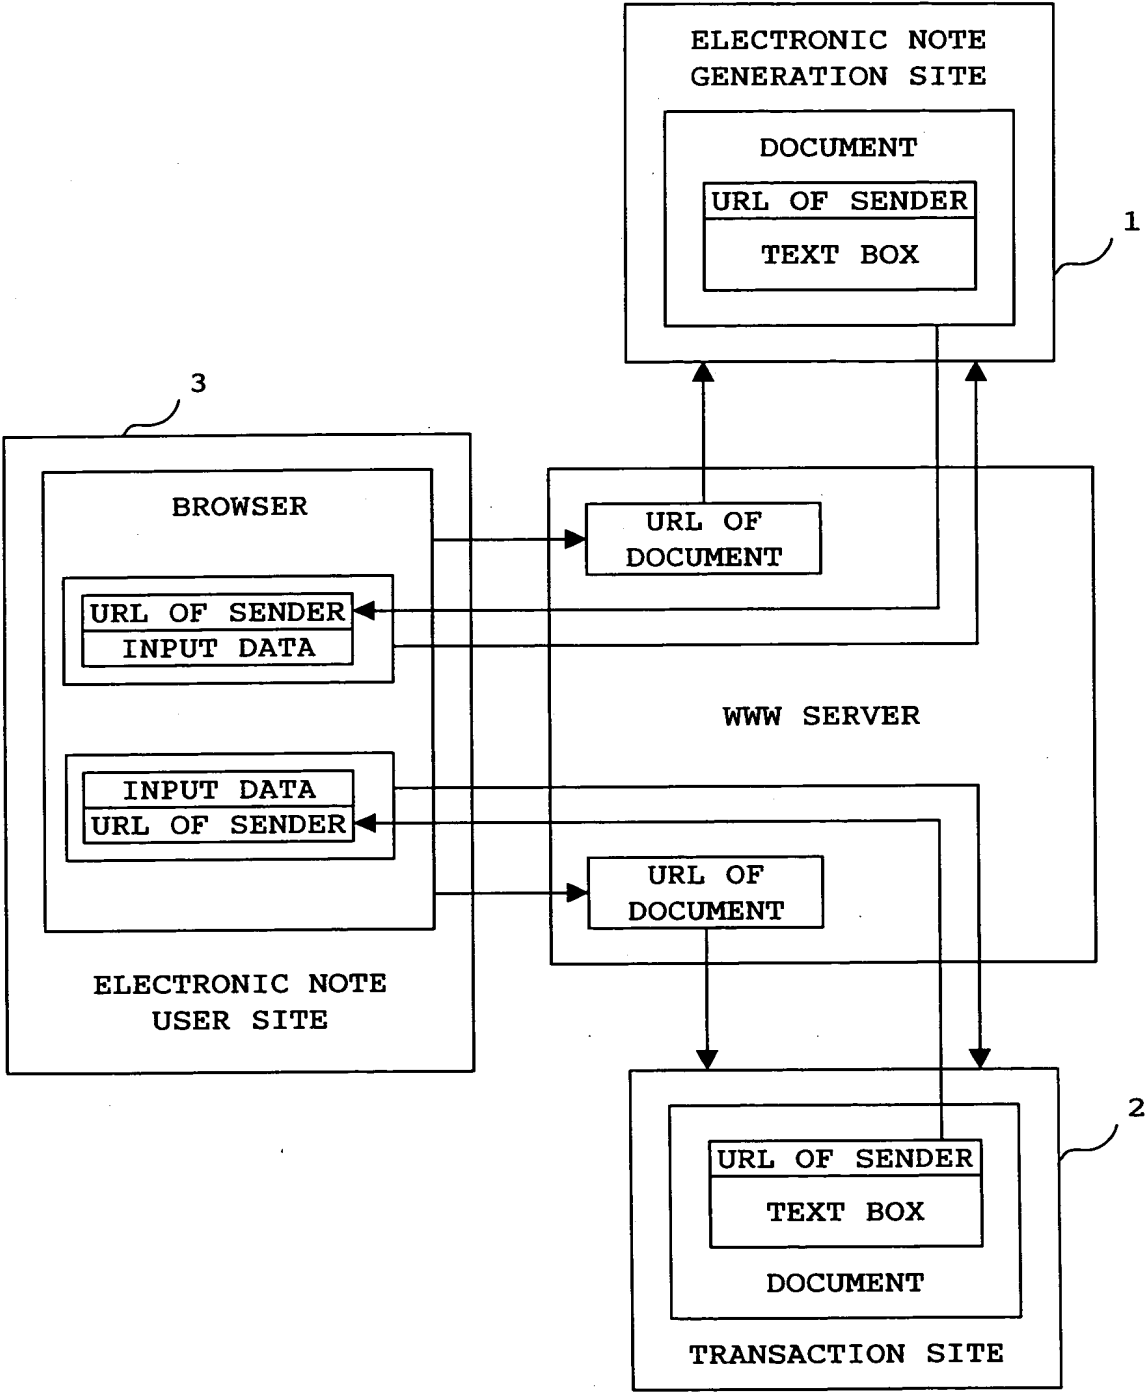 ELECTRONIC NOTE
GENERATION SITE
DOCUMENT
URL OF SENDER
TEXT BOX
1
3
BROWSER
URL OF
DOCUMENT
URL OF SENDER
INPUT DATA
WWW SERVER
INPUT DATA
URL OF SENDER
URL OF
DOCUMENT
ELECTRONIC NOTE
USER SITE
2
URL OF SENDER
TEXT BOX
DOCUMENT
TRANSACTION SITE